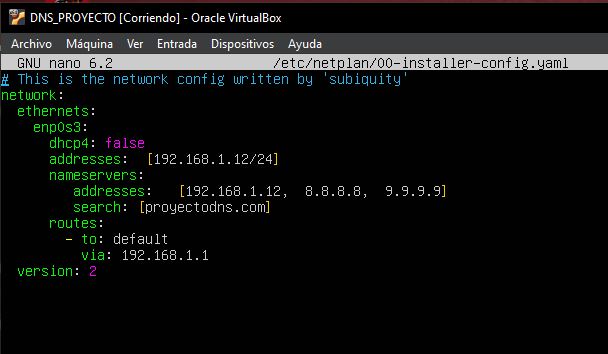 DNS_PROYECTO [Corriendo] - Oracle VirtualBox
Archivo Máquina Ver Entrada Dispositivos Ayuda
GNU nano 6.2 /etc/netplan/00-installer-config.yaml
# This is the network config written by 'subiquity'
network:
  ethernets:
    enp0s3:
      dhcp4: false
      addresses:  [192.168.1.12/24]
      nameservers:
         addresses:   [192.168.1.12,  8.8.8.8,  9.9.9.9]
         search: [proyectodns.com]
      routes:
        - to: default
          via: 192.168.1.1
  version: 2